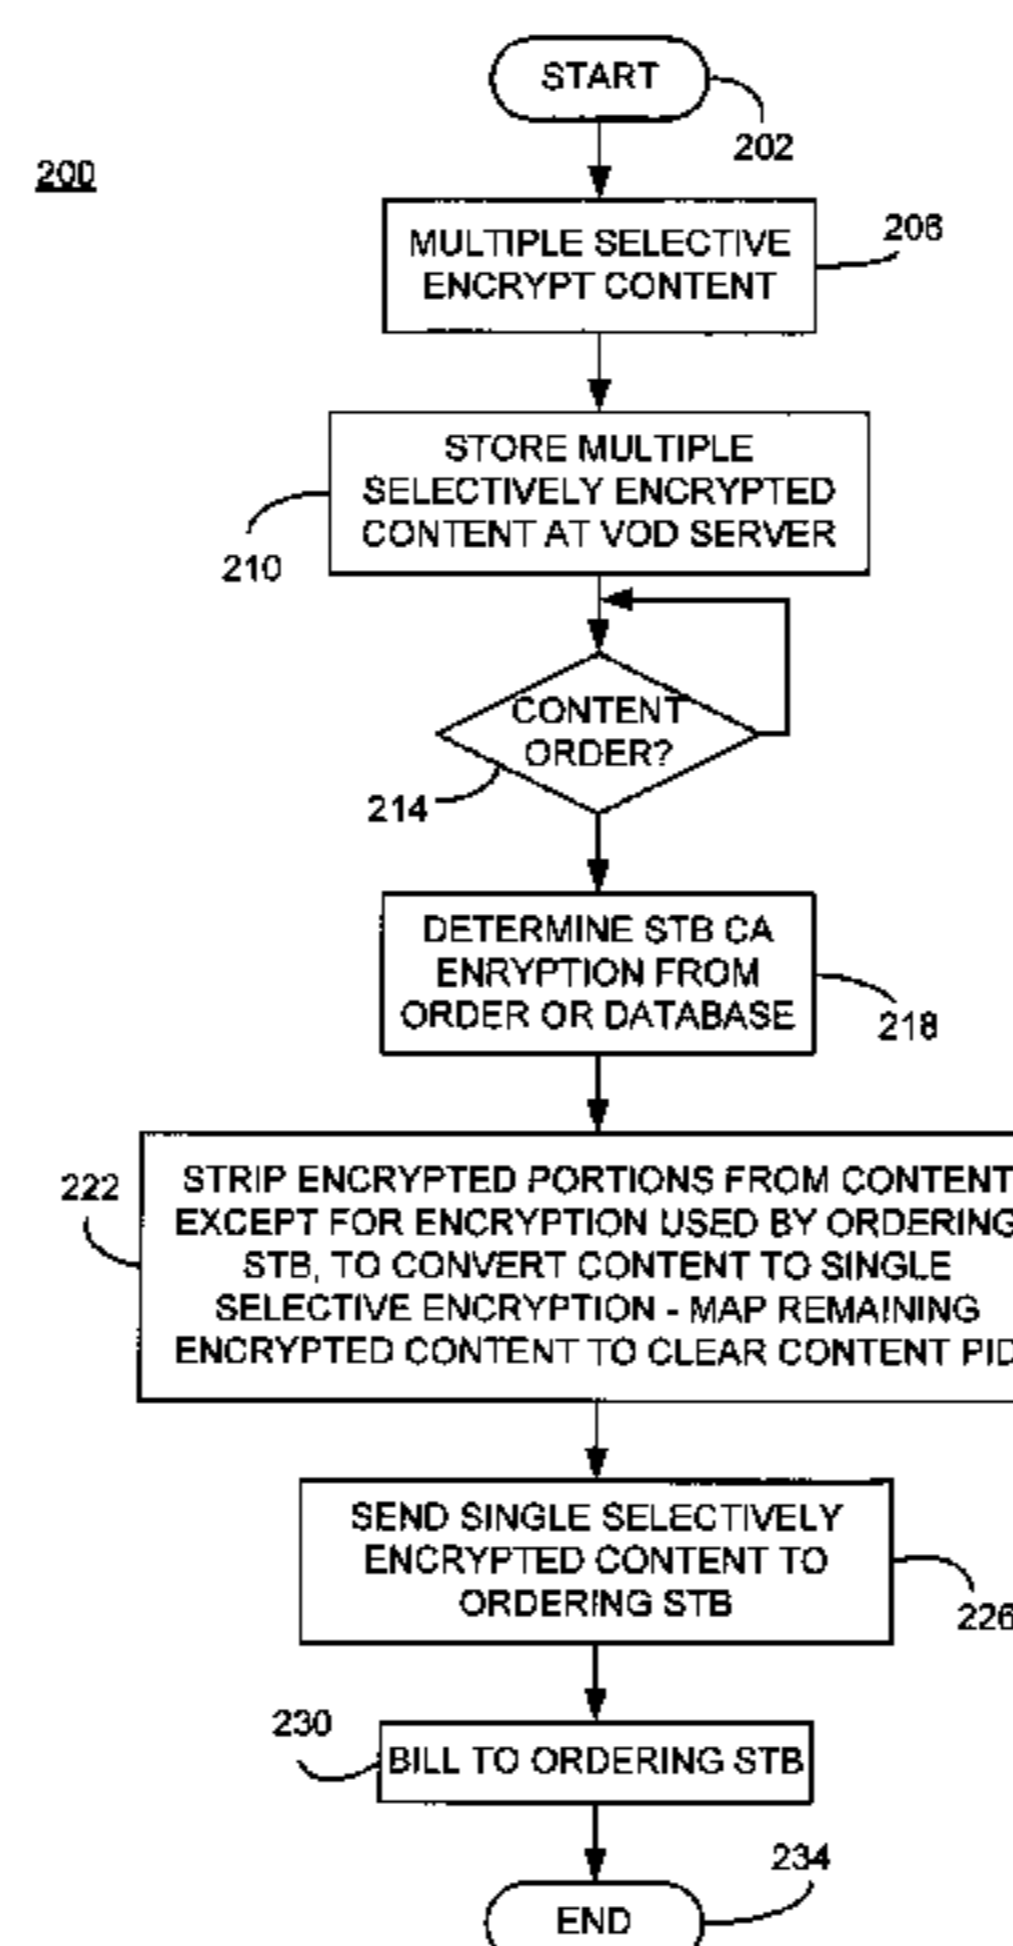 START
202
200
MULTIPLE SELECTIVE
ENCRYPT CONTENT
206
STORE MULTIPLE
SELECTIVELY ENCRYPTED
CONTENT AT VOD SERVER
210
CONTENT
ORDER?
214
DETERMINE STB CA
ENRYPTION FROM
ORDER OR DATABASE
218
222
STRIP ENCRYPTED PORTIONS FROM CONTENT
EXCEPT FOR ENCRYPTION USED BY ORDERING
STB, TO CONVERT CONTENT TO SINGLE
SELECTIVE ENCRYPTION - MAP REMAINING
ENCRYPTED CONTENT TO CLEAR CONTENT PID
SEND SINGLE SELECTIVELY
ENCRYPTED CONTENT TO
ORDERING STB
226
230
BILL TO ORDERING STB
234
END